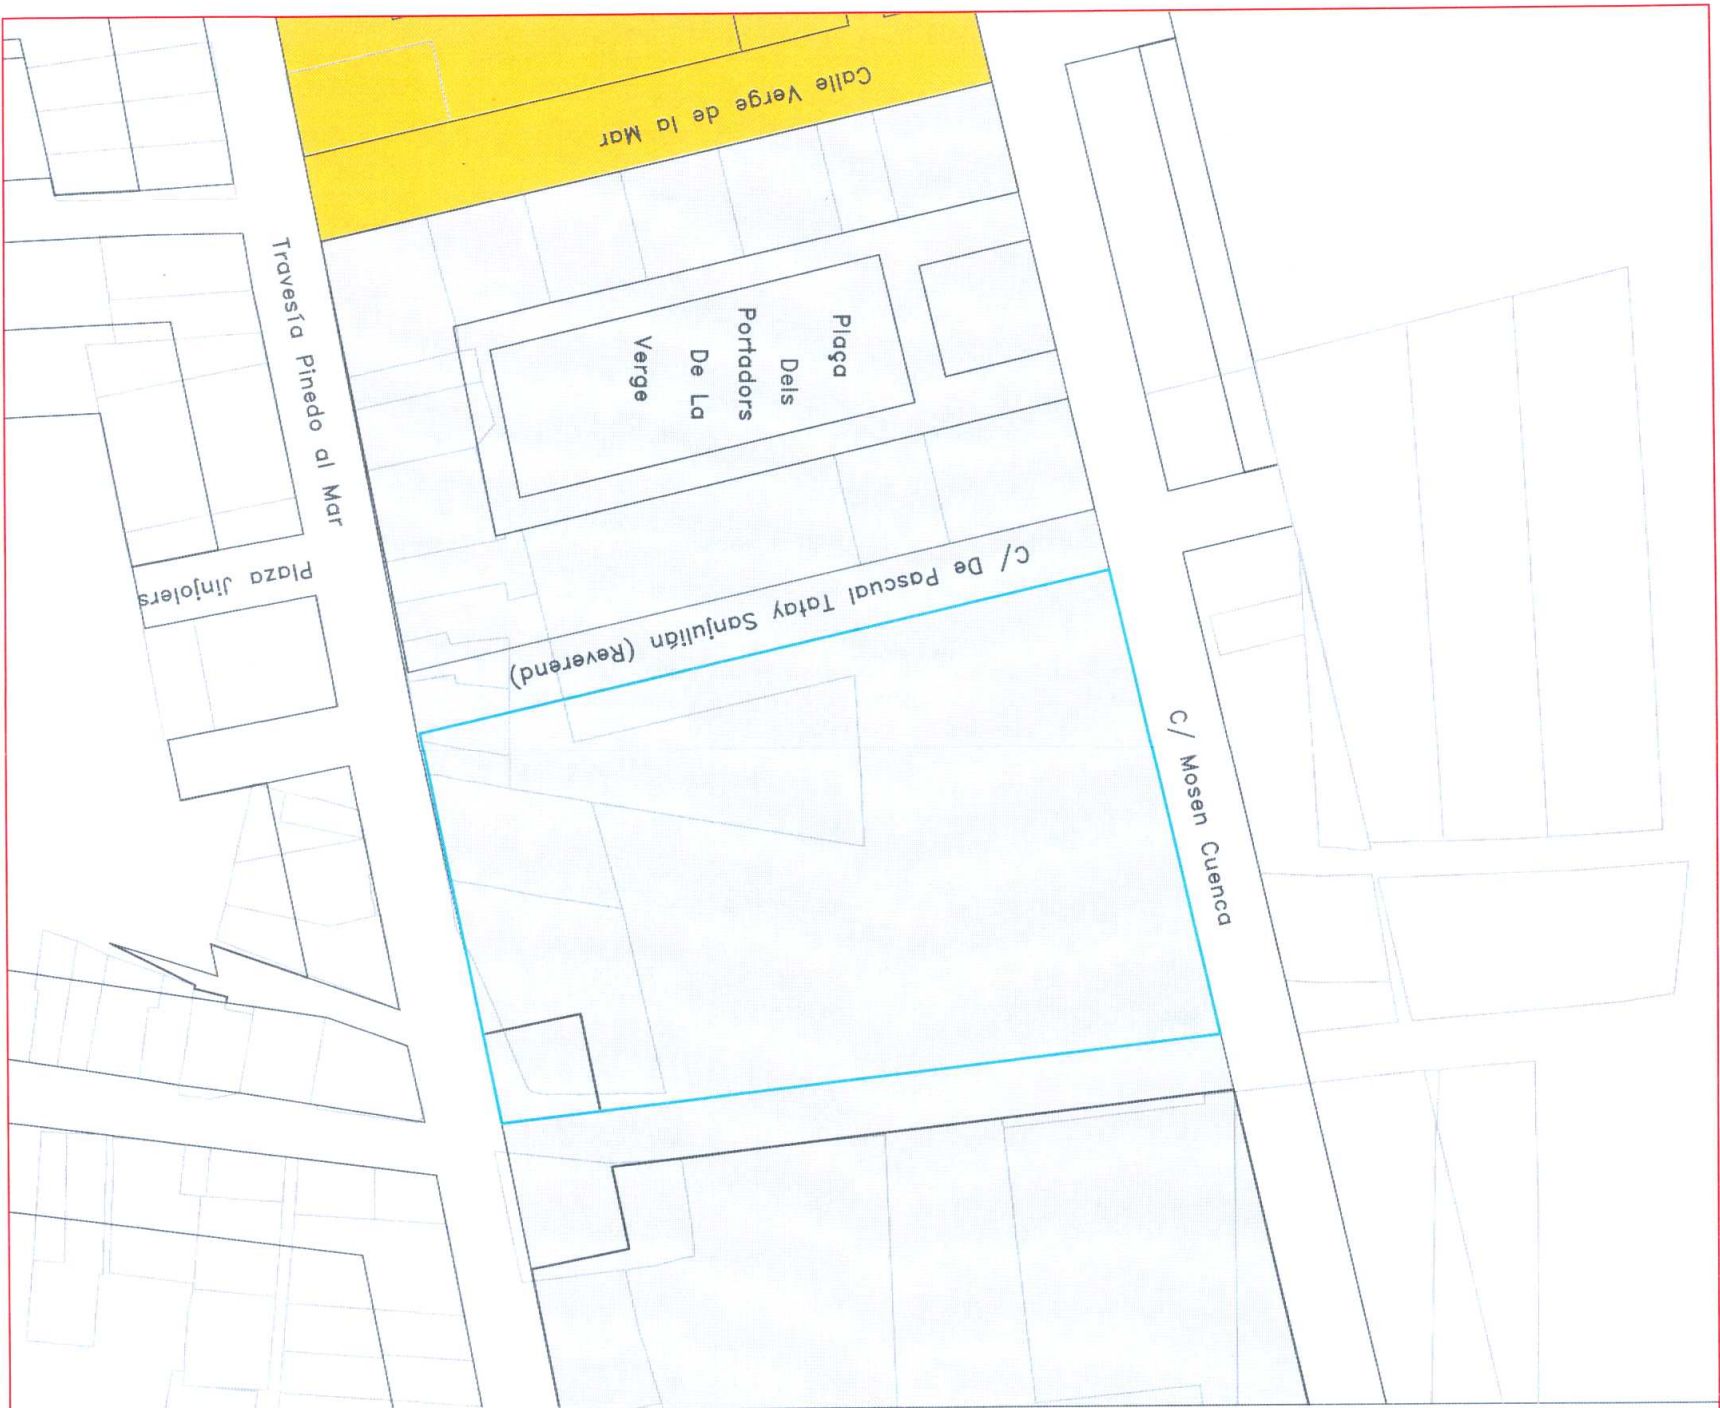 Calle Verge de la Mar
Travesía Pinedo al Mar
Plaça
Dels
Portadors
De La
Verge
Plaza Jinjolers
C/ De Pascual Tatay Sanjulián (Reverend)
C/ Mosen Cuenca